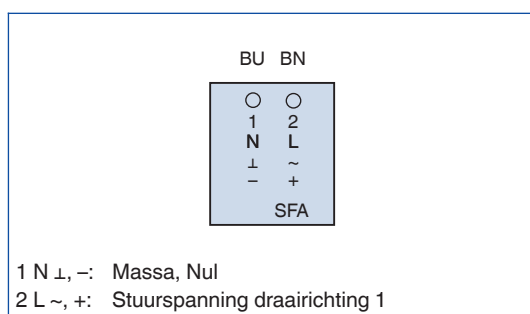 BU BN
1 2
N L
⊥ ~
– +
SFA
1 N ⊥, –: Massa, Nul
2 L ~, +: Stuurspanning draairichting 1